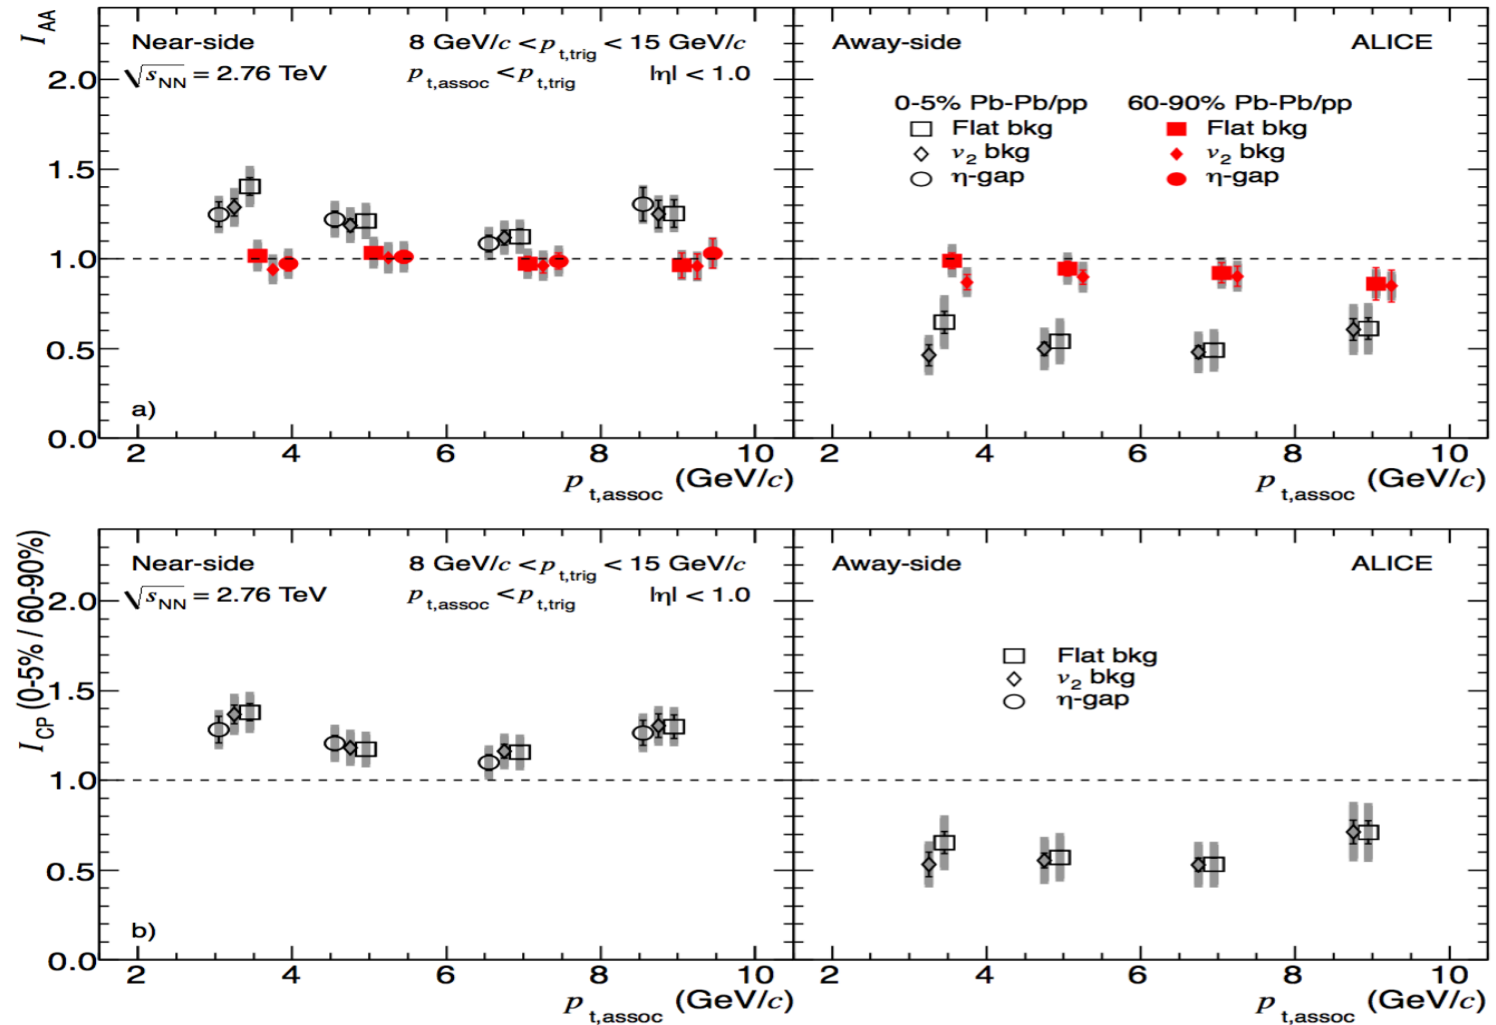 I_AA
Near-side 8 GeV/c < p_t,trig < 15 GeV/c
√s_NN = 2.76 TeV p_t,assoc < p_t,trig |η| < 1.0
Away-side ALICE
0-5% Pb-Pb/pp 60-90% Pb-Pb/pp
Flat bkg Flat bkg
v_2 bkg v_2 bkg
η-gap η-gap
2.0
1.5
1.0
0.5
0.0
a)
2 4 6 8 10 2 4 6 8 10
p_t,assoc (GeV/c) p_t,assoc (GeV/c)
I_CP (0-5% / 60-90%)
Near-side 8 GeV/c < p_t,trig < 15 GeV/c
√s_NN = 2.76 TeV p_t,assoc < p_t,trig |η| < 1.0
Away-side ALICE
Flat bkg
v_2 bkg
η-gap
2.0
1.5
1.0
0.5
0.0
b)
2 4 6 8 10 2 4 6 8 10
p_t,assoc (GeV/c) p_t,assoc (GeV/c)